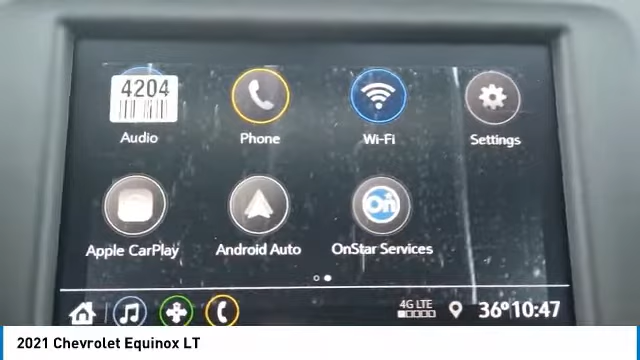 4204
Audio Phone Wi-Fi Settings
On
Apple CarPlay Android Auto OnStar Services
4G LTE
36° 10:47
2021 Chevrolet Equinox LT